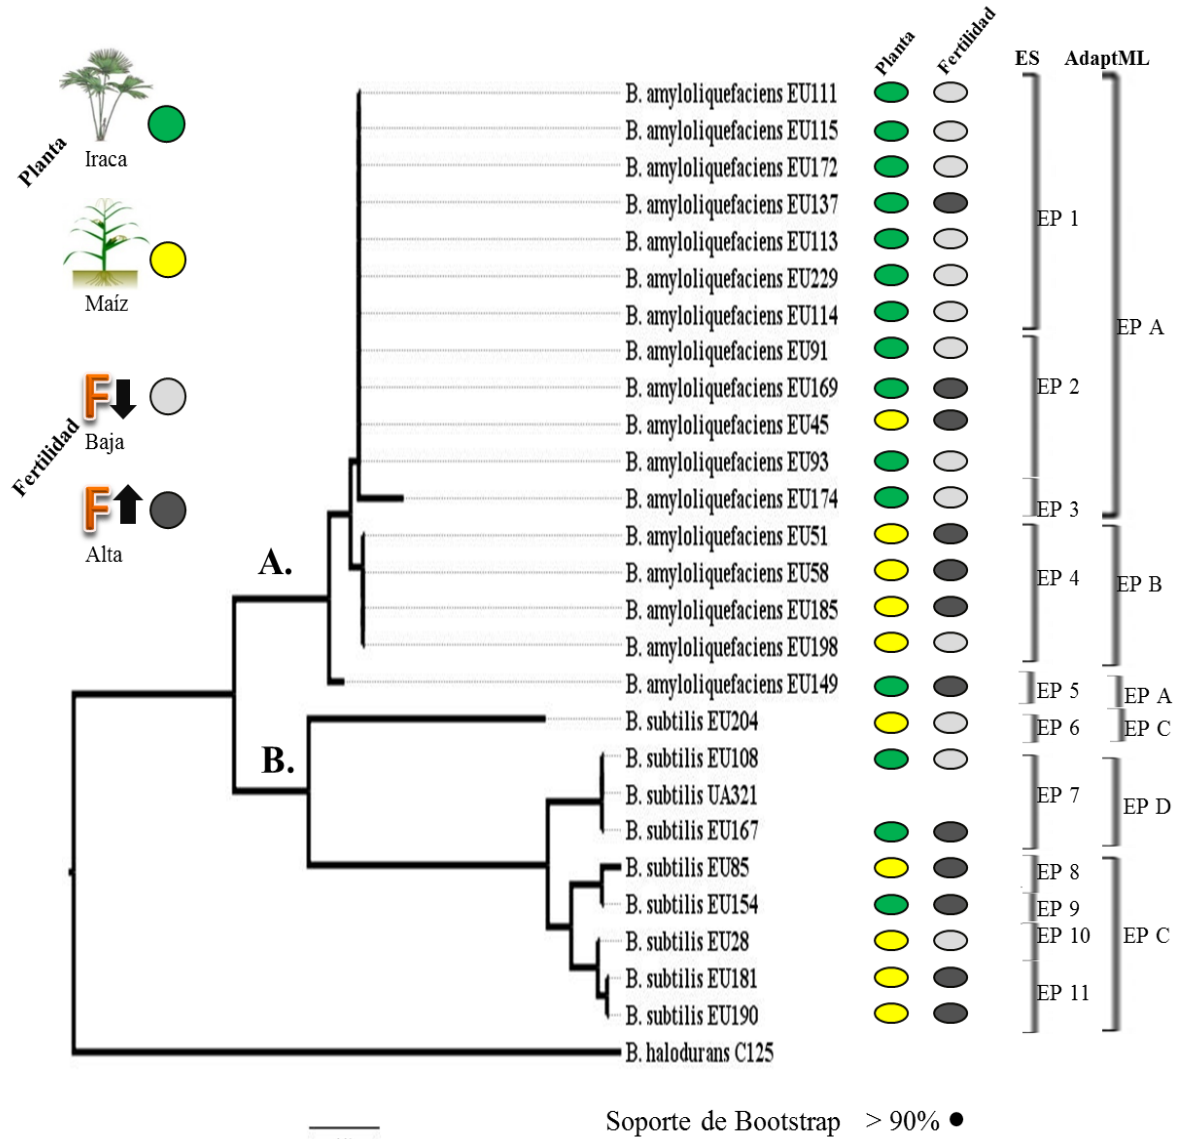 Planta
Fertilidad
ES
AdaptML
Planta
Iraca
Maíz
Fertilidad
F
Baja
F
Alta
A.
B.
B. amyloliquefaciens EU111
B. amyloliquefaciens EU115
B. amyloliquefaciens EU172
B. amyloliquefaciens EU137
B. amyloliquefaciens EU113
B. amyloliquefaciens EU229
B. amyloliquefaciens EU114
B. amyloliquefaciens EU91
B. amyloliquefaciens EU169
B. amyloliquefaciens EU45
B. amyloliquefaciens EU93
B. amyloliquefaciens EU174
B. amyloliquefaciens EU51
B. amyloliquefaciens EU58
B. amyloliquefaciens EU185
B. amyloliquefaciens EU198
B. amyloliquefaciens EU149
B. subtilis EU204
B. subtilis EU108
B. subtilis UA321
B. subtilis EU167
B. subtilis EU85
B. subtilis EU154
B. subtilis EU28
B. subtilis EU181
B. subtilis EU190
B. halodurans C125
EP 1
EP 2
EP 3
EP 4
EP 5
EP 6
EP 7
EP 8
EP 9
EP 10
EP 11
EP A
EP B
EP A
EP C
EP D
EP C
Soporte de Bootstrap > 90%